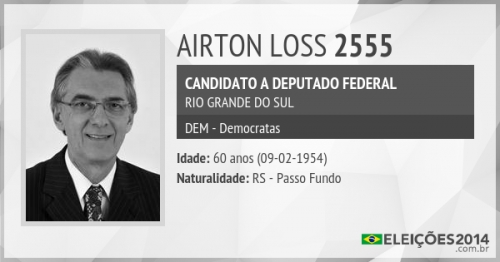 AIRTON LOSS 2555
CANDIDATO A DEPUTADO FEDERAL
RIO GRANDE DO SUL
DEM - Democratas
Idade: 60 anos (09-02-1954)
Naturalidade: RS - Passo Fundo
ELEIÇÕES2014
.com.br